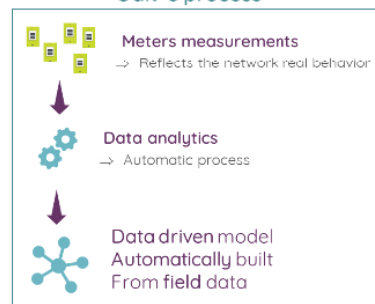 process
Meters measurements
⇒ Reflects the network real behavior
Data analytics
⇒ Automatic process
Data driven model
Automatically built
From field data